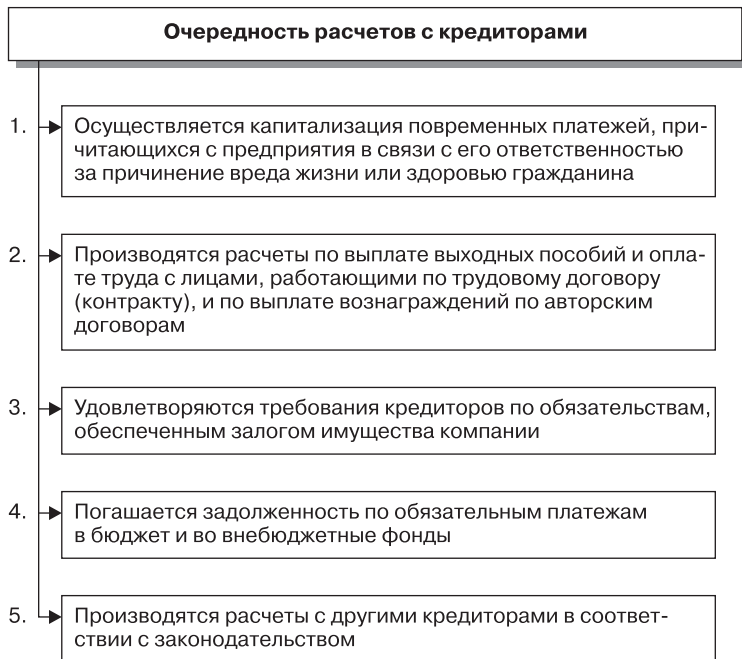 Очередность расчетов с кредиторами
1. Осуществляется капитализация повременных платежей, при-
читающихся с предприятия в связи с его ответственностью
за причинение вреда жизни или здоровью гражданина
2. Производятся расчеты по выплате выходных пособий и опла-
те труда с лицами, работающими по трудовому договору
(контракту), и по выплате вознаграждений по авторским
договорам
3. Удовлетворяются требования кредиторов по обязательствам,
обеспеченным залогом имущества компании
4. Погашается задолженность по обязательным платежам
в бюджет и во внебюджетные фонды
5. Производятся расчеты с другими кредиторами в соответ-
ствии с законодательством